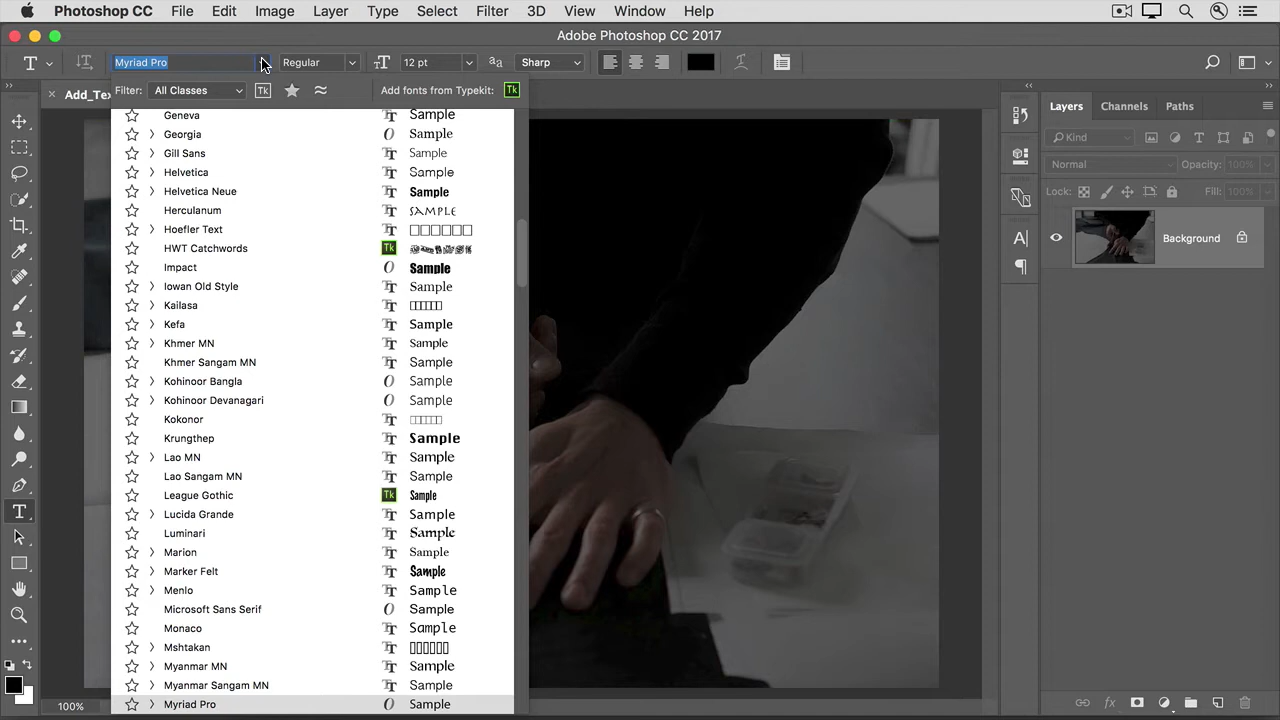 Photoshop CC File Edit Image Layer Type Select Filter 3D View Window Help
Adobe Photoshop CC 2017
T Myriad Pro Regular 12 pt aa Sharp
Filter: All Classes Tk Add fonts from Typekit: Tk
Add_Tex
Geneva Sample
Georgia Sample
Gill Sans Sample
Helvetica Sample
Helvetica Neue Sample
Herculanum SAMPLE
Hoefler Text
HWT Catchwords Tk
Impact Sample
Iowan Old Style Sample
Kailasa
Kefa Sample
Khmer MN Sample
Khmer Sangam MN Sample
Kohinoor Bangla Sample
Kohinoor Devanagari Sample
Kokonor
Krungthep Sample
Lao MN Sample
Lao Sangam MN Sample
League Gothic Tk Sample
Lucida Grande Sample
Luminari Sample
Marion Sample
Marker Felt Sample
Menlo Sample
Microsoft Sans Serif Sample
Monaco Sample
Mshtakan
Myanmar MN Sample
Myanmar Sangam MN Sample
Myriad Pro Sample
100%
Layers Channels Paths
Kind
Normal Opacity: 100%
Lock: Fill: 100%
Background